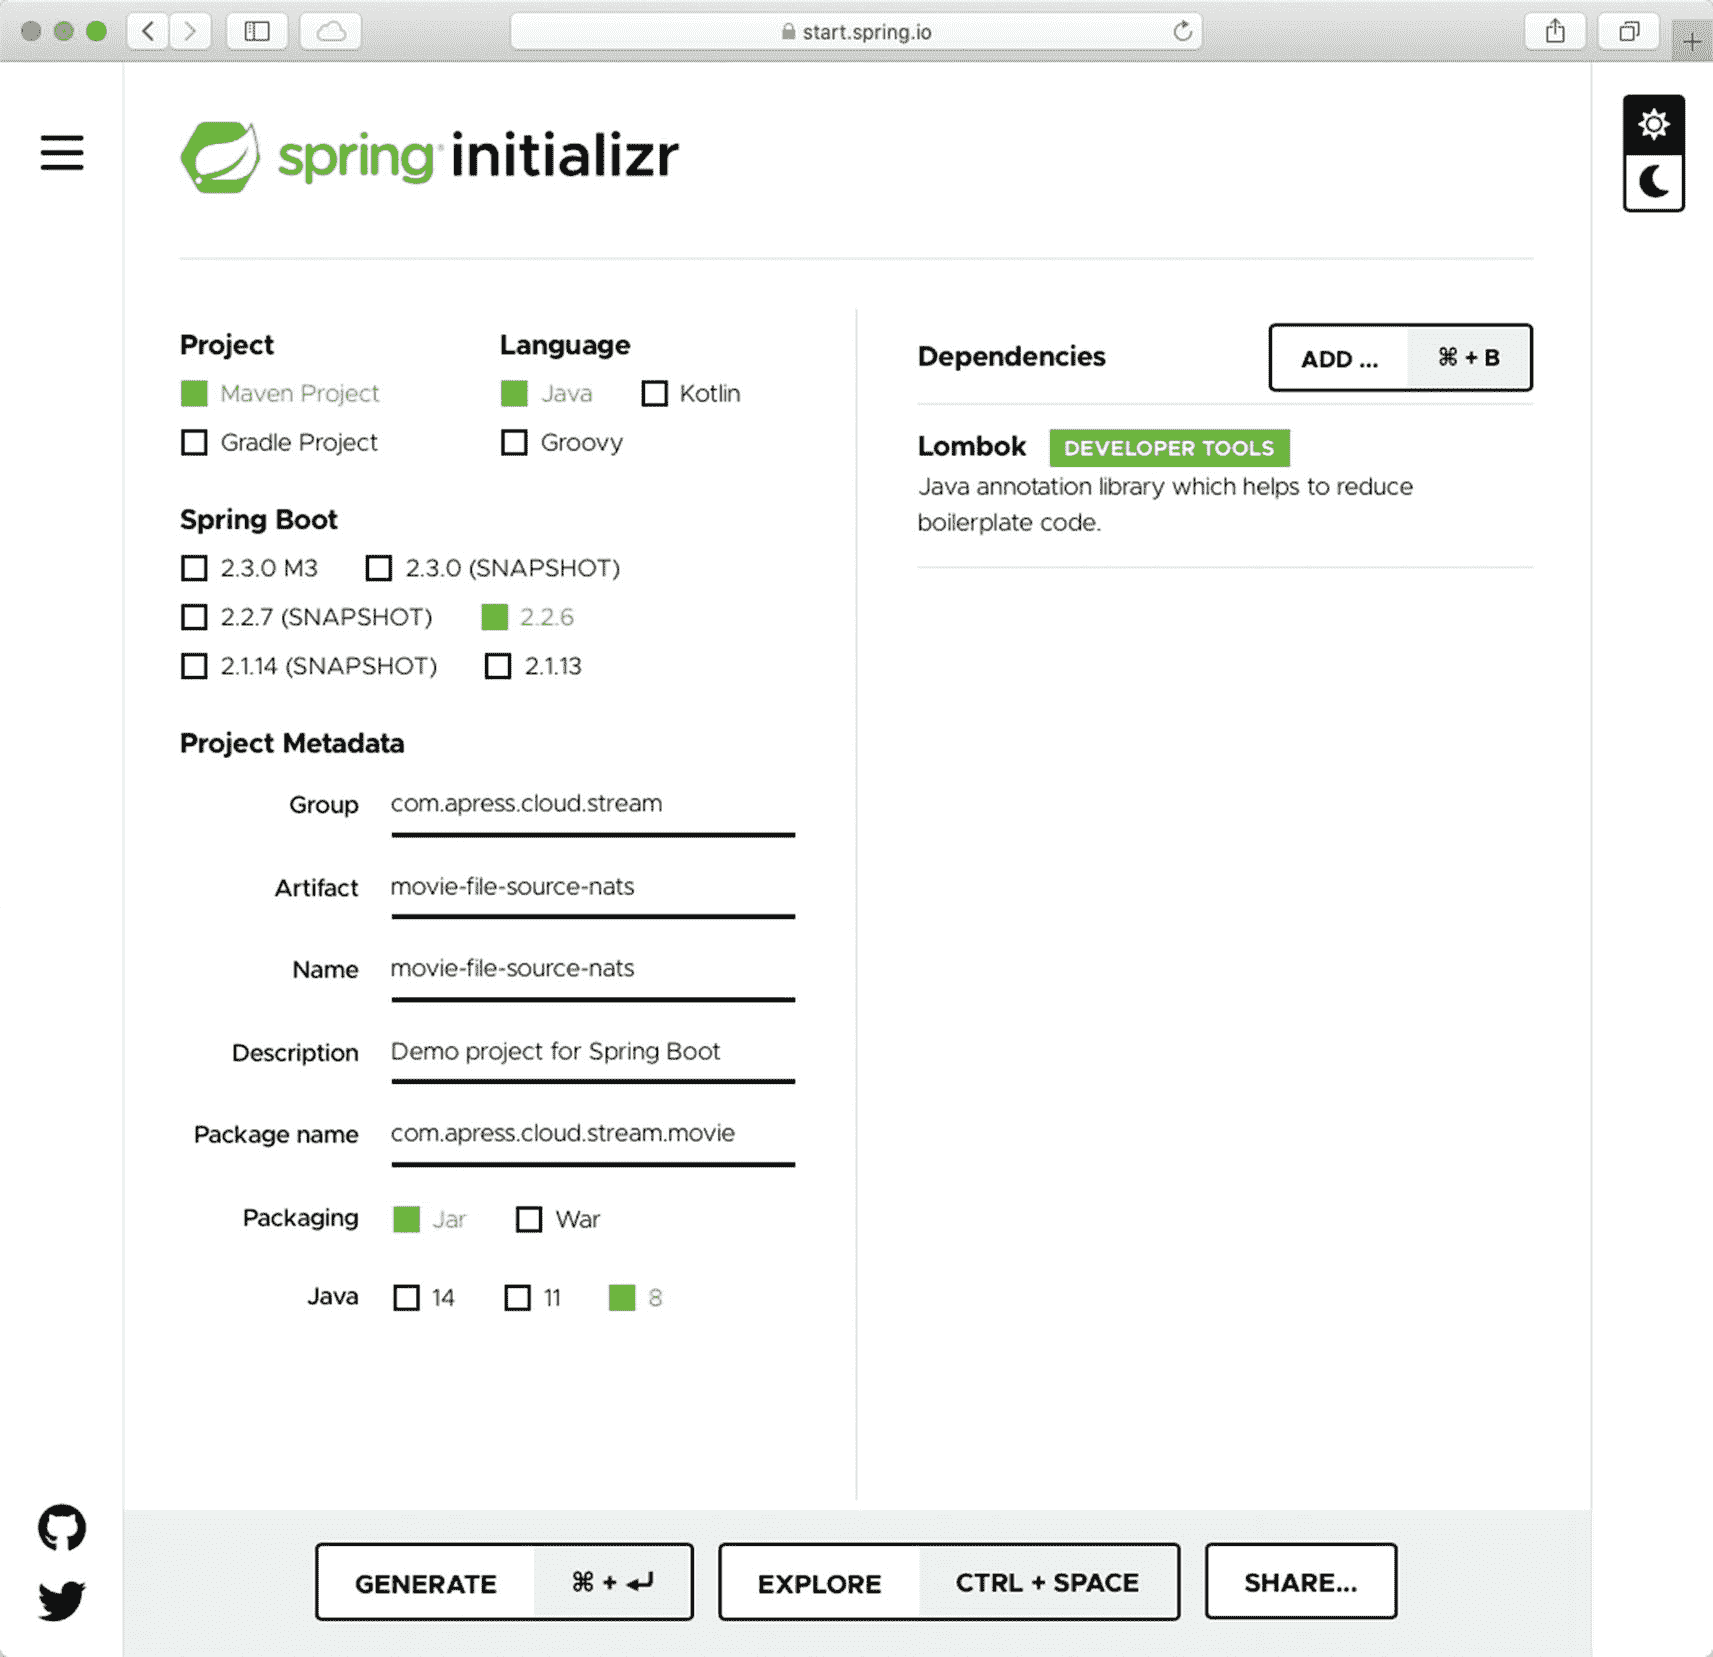 start.spring.io
spring initializr
Project
Maven Project
Gradle Project
Language
Java Kotlin
Groovy
Spring Boot
2.3.0 M3 2.3.0 (SNAPSHOT)
2.2.7 (SNAPSHOT) 2.2.6
2.1.14 (SNAPSHOT) 2.1.13
Project Metadata
Group com.apress.cloud.stream
Artifact movie-file-source-nats
Name movie-file-source-nats
Description Demo project for Spring Boot
Package name com.apress.cloud.stream.movie
Packaging Jar War
Java 14 11 8
Dependencies ADD ... ⌘ + B
Lombok DEVELOPER TOOLS
Java annotation library which helps to reduce
boilerplate code.
GENERATE ⌘ + ↵ EXPLORE CTRL + SPACE SHARE...